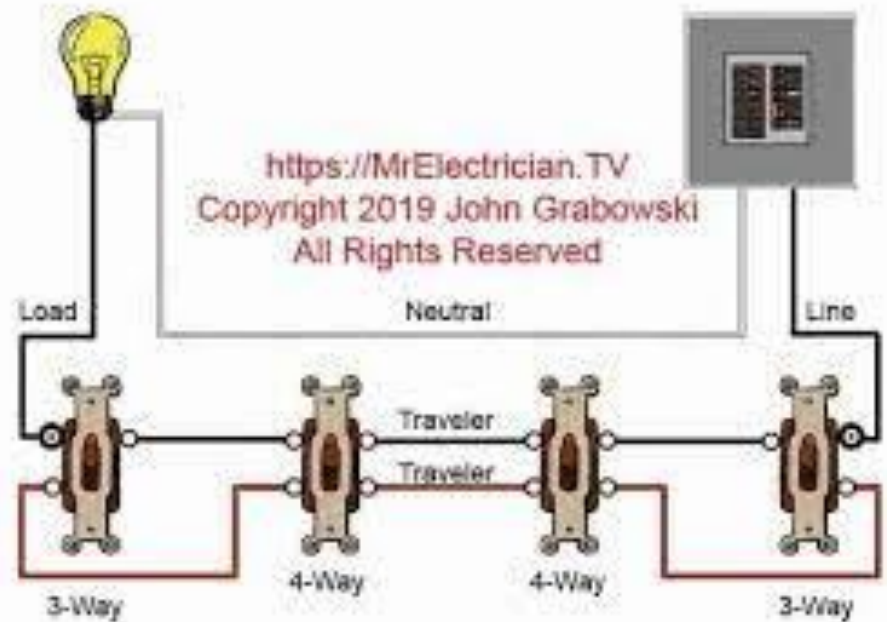 https://MrElectrician.TV
Copyright 2019 John Grabowski
All Rights Reserved
Load
Neutral
Line
Traveler
Traveler
3-Way
4-Way
4-Way
3-Way